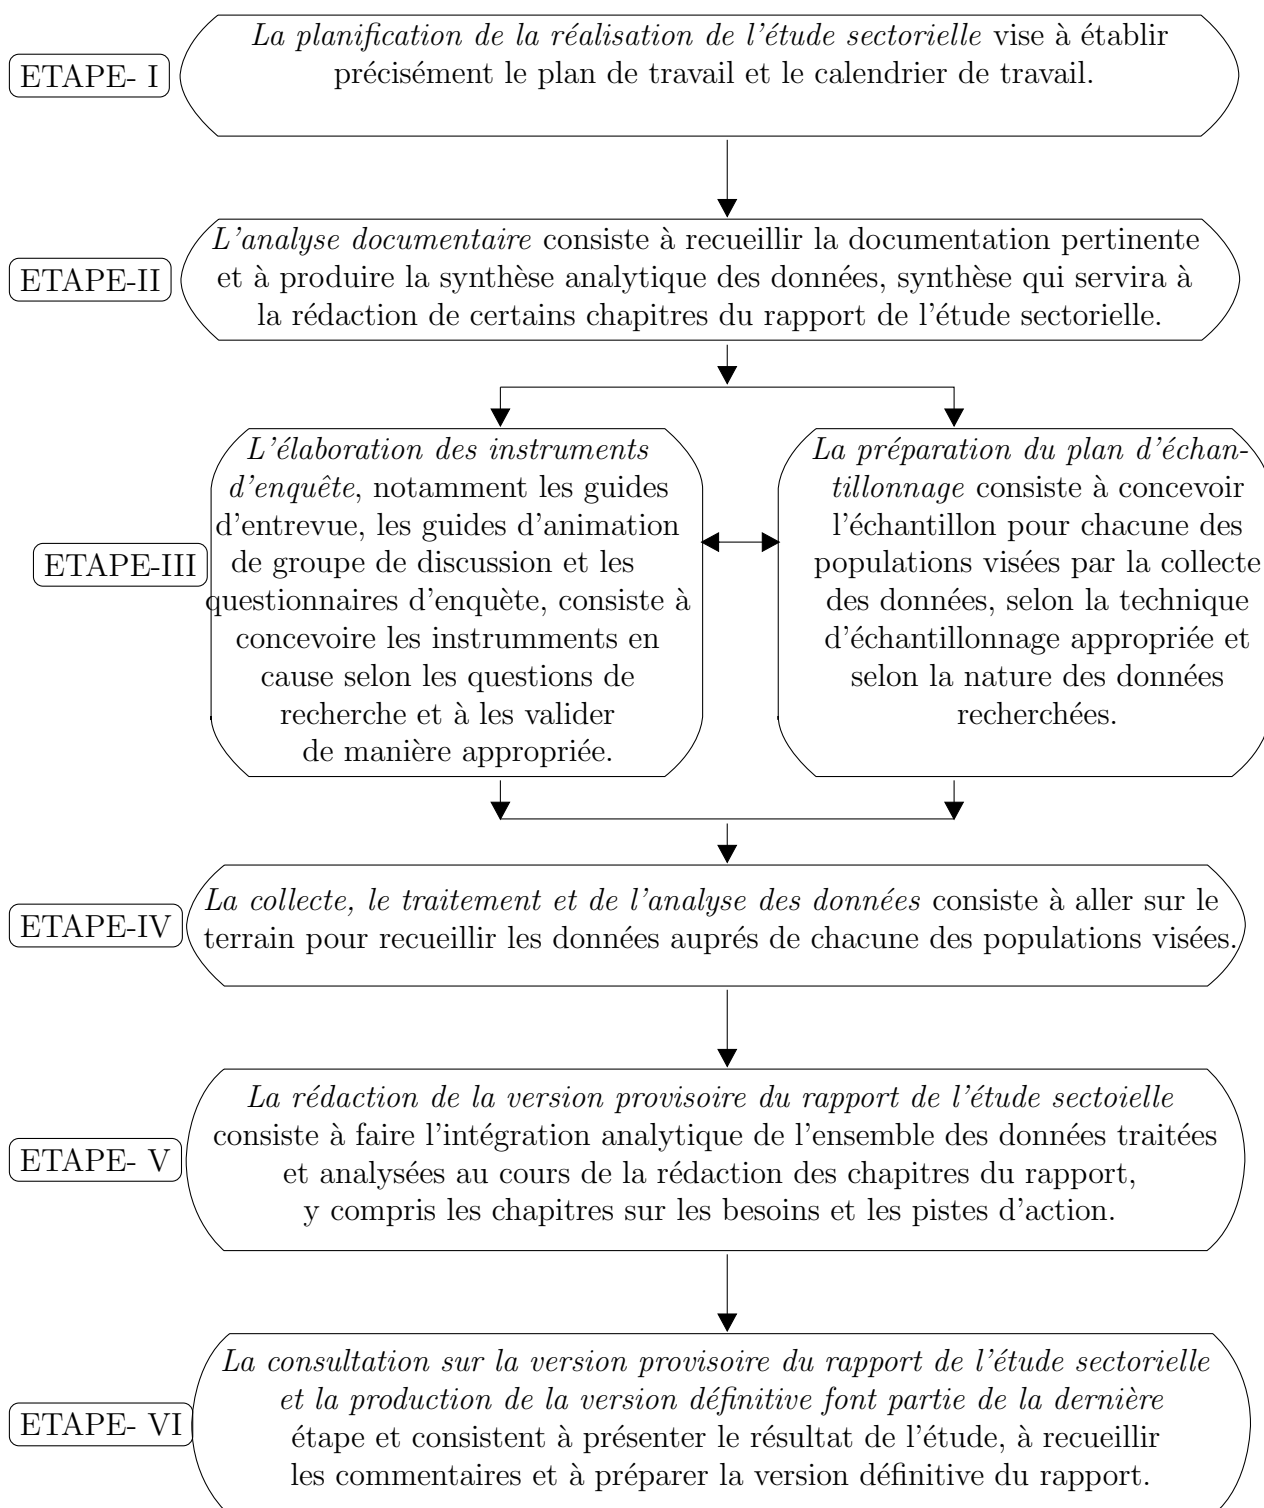 ETAPE- I
La planification de la réalisation de l'étude sectorielle vise à établir
précisément le plan de travail et le calendrier de travail.
ETAPE-II
L'analyse documentaire consiste à recueillir la documentation pertinente
et à produire la synthèse analytique des données, synthèse qui servira à
la rédaction de certains chapitres du rapport de l'étude sectorielle.
ETAPE-III
L'élaboration des instruments
d'enquête, notamment les guides
d'entrevue, les guides d'animation
de groupe de discussion et les
questionnaires d'enquète, consiste à
concevoire les instrumments en
cause selon les questions de
recherche et à les valider
de manière appropriée.
La préparation du plan d'échan-
tillonnage consiste à concevoir
l'échantillon pour chacune des
populations visées par la collecte
des données, selon la technique
d'échantillonnage appropriée et
selon la nature des données
recherchées.
ETAPE-IV
La collecte, le traitement et de l'analyse des données consiste à aller sur le
terrain pour recueillir les données auprés de chacune des populations visées.
ETAPE- V
La rédaction de la version provisoire du rapport de l'étude sectoielle
consiste à faire l'intégration analytique de l'ensemble des données traitées
et analysées au cours de la rédaction des chapitres du rapport,
y compris les chapitres sur les besoins et les pistes d'action.
ETAPE- VI
La consultation sur la version provisoire du rapport de l'étude sectorielle
et la production de la version définitive font partie de la dernière
étape et consistent à présenter le résultat de l'étude, à recueillir
les commentaires et à préparer la version définitive du rapport.